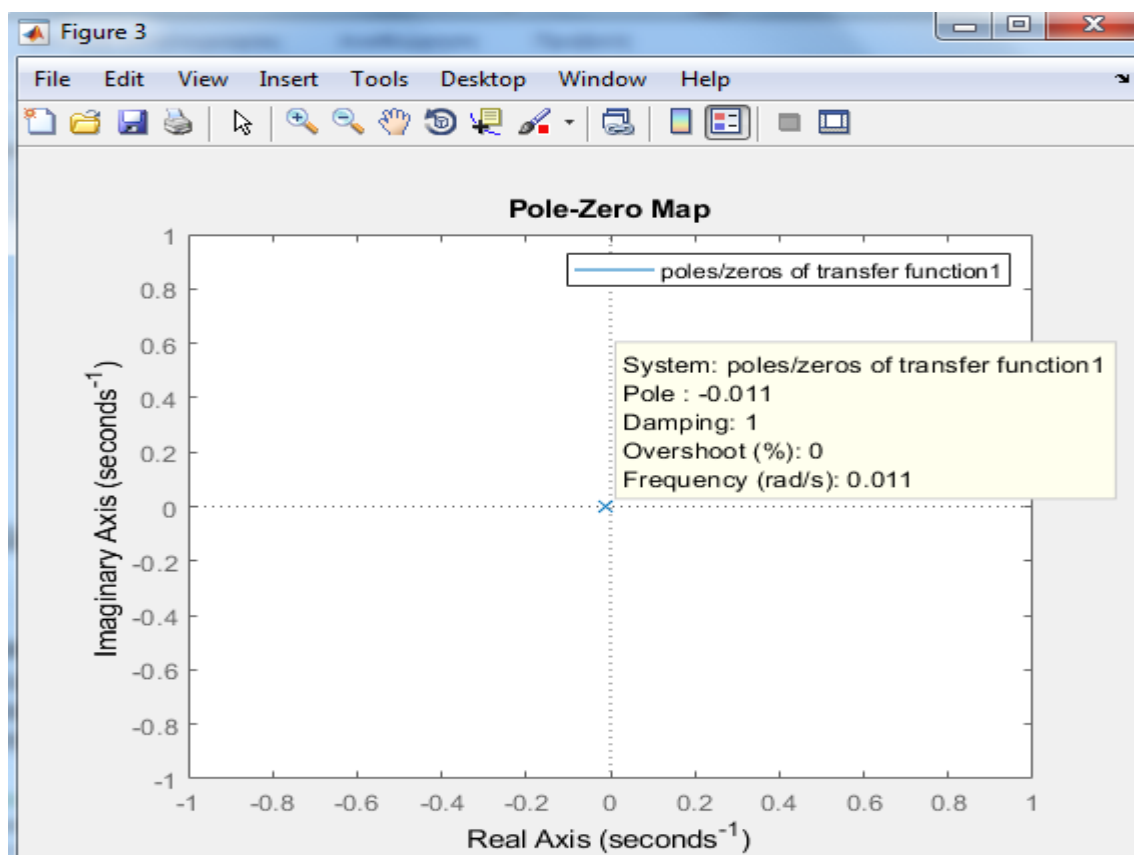 Figure 3
File Edit View Insert Tools Desktop Window Help
Pole-Zero Map
poles/zeros of transfer function1
System: poles/zeros of transfer function1
Pole : -0.011
Damping: 1
Overshoot (%): 0
Frequency (rad/s): 0.011
Imaginary Axis (seconds⁻¹)
1
0.8
0.6
0.4
0.2
0
-0.2
-0.4
-0.6
-0.8
-1
-1 -0.8 -0.6 -0.4 -0.2 0 0.2 0.4 0.6 0.8 1
Real Axis (seconds⁻¹)